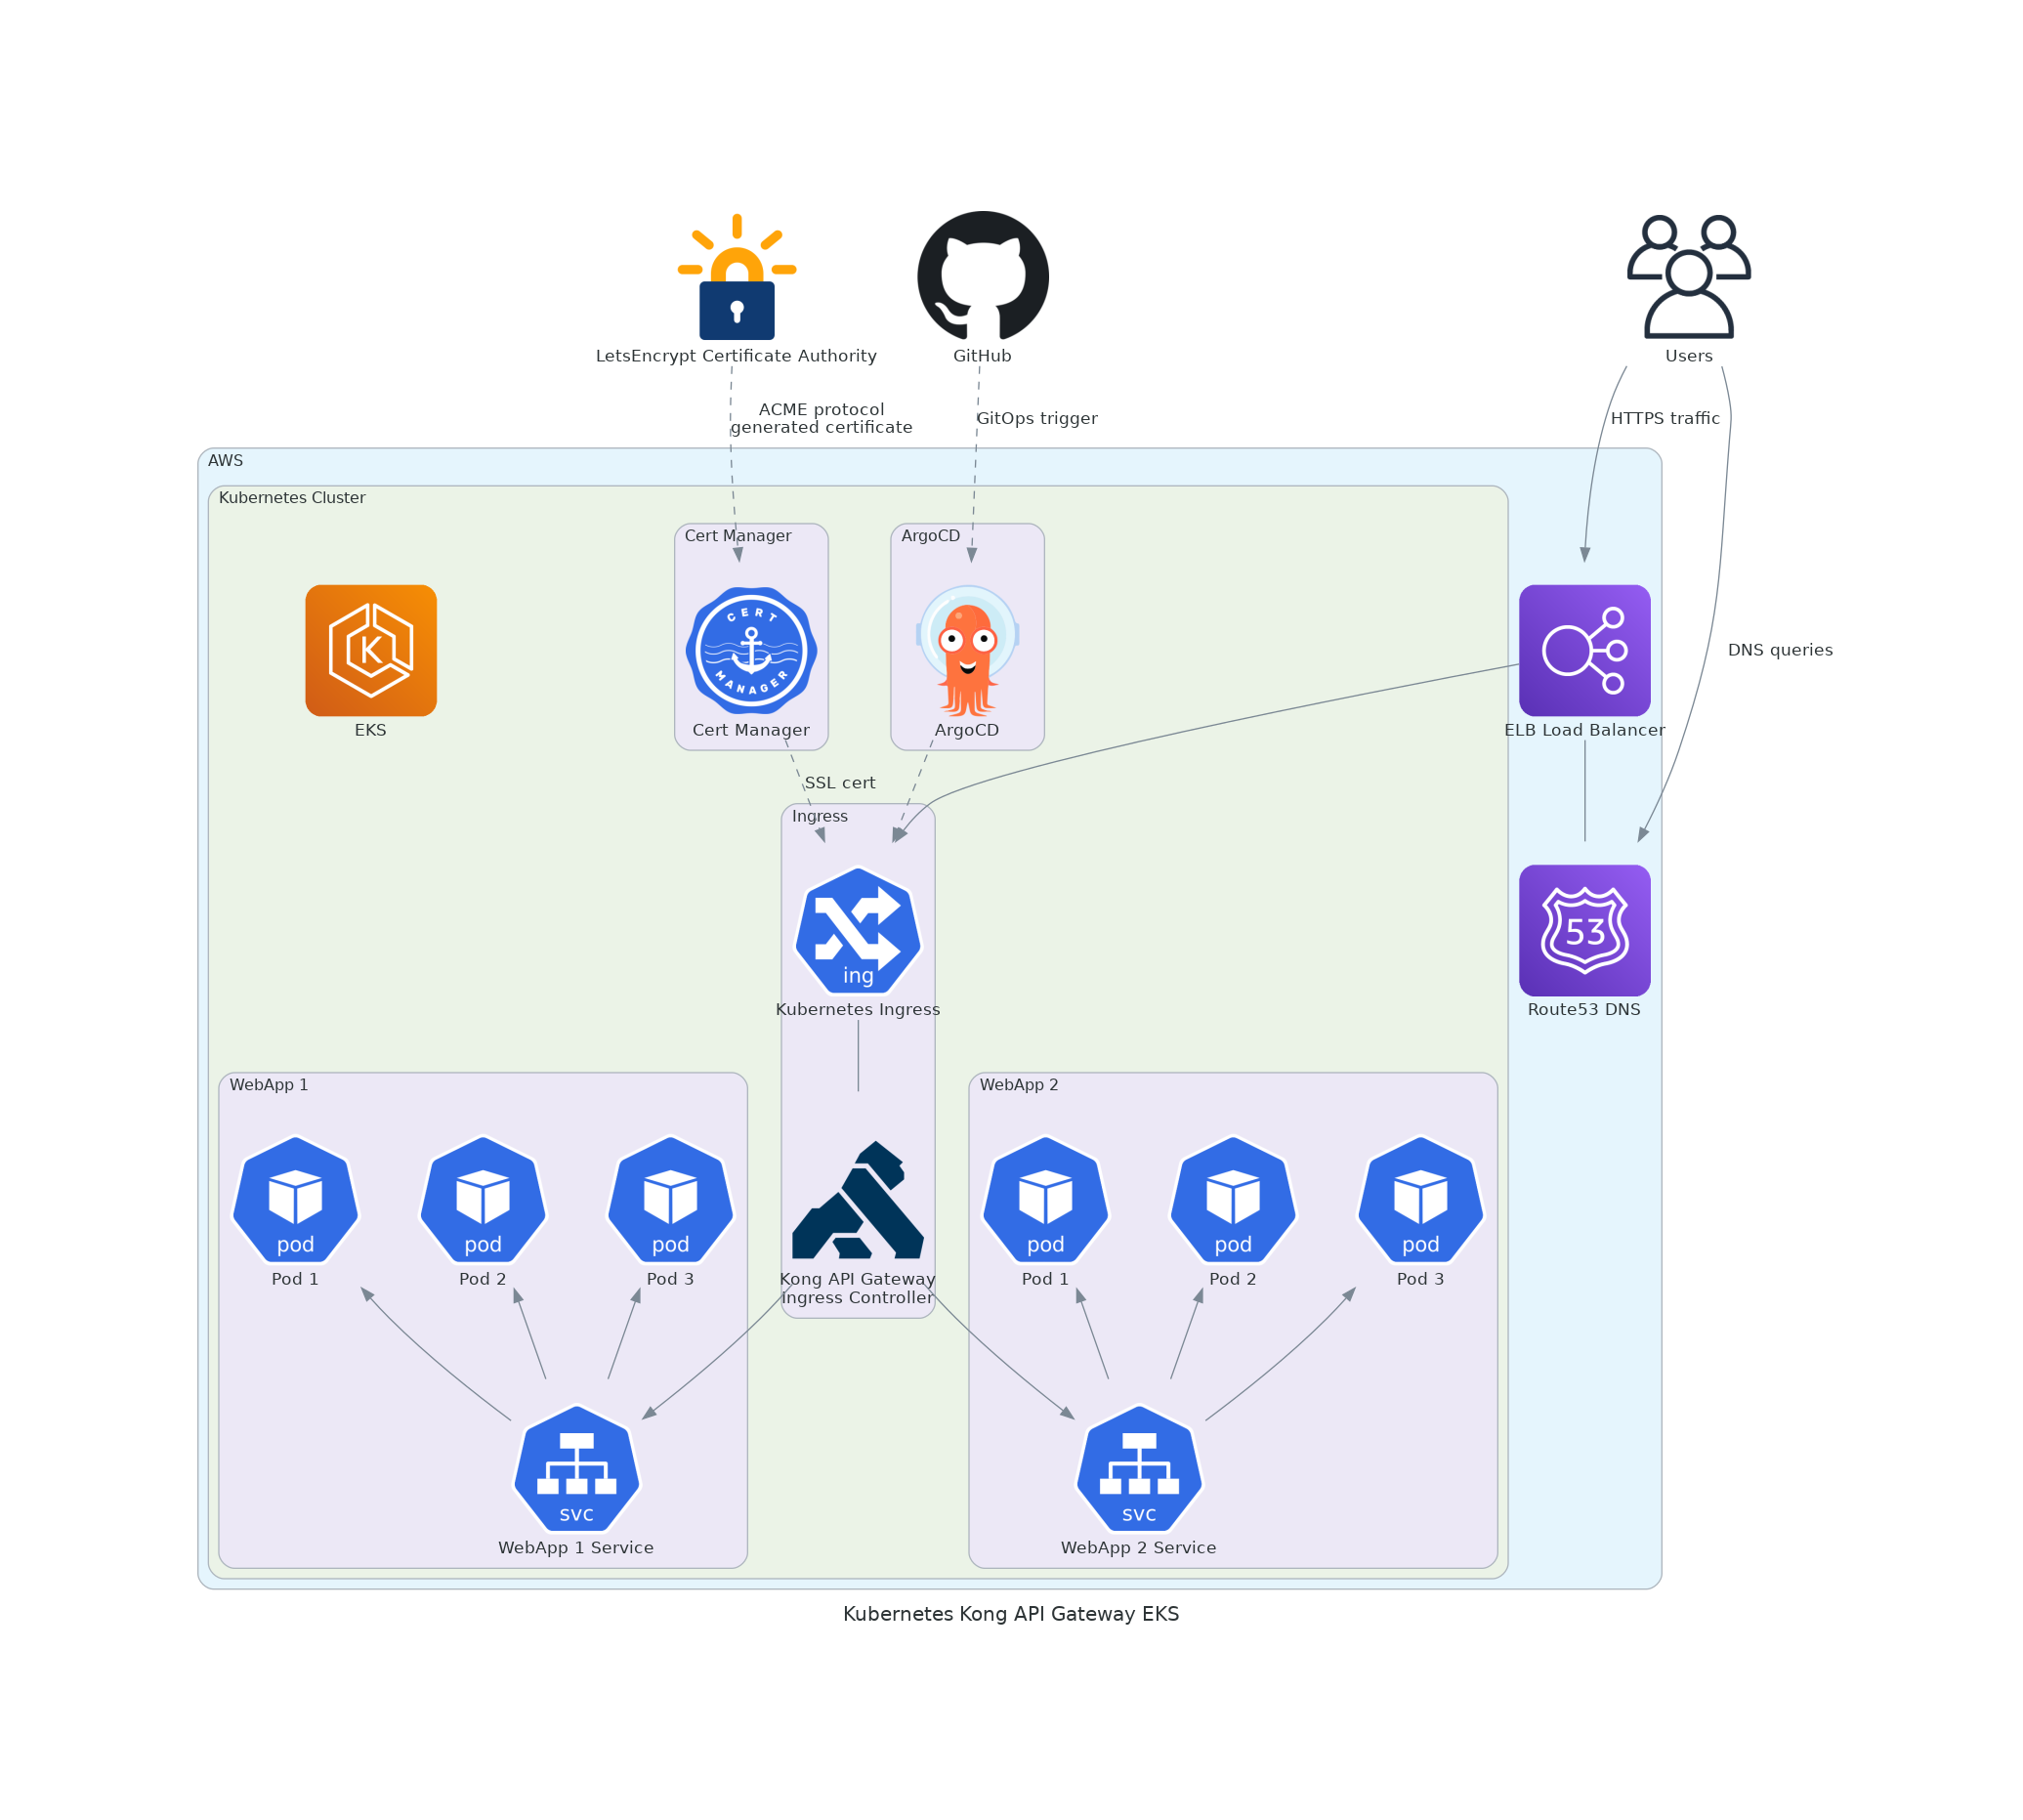 LetsEncrypt Certificate Authority
GitHub
Users
ACME protocol
generated certificate
GitOps trigger
HTTPS traffic
AWS
Kubernetes Cluster
Cert Manager
ArgoCD
K
CERT
MANAGER
EKS
Cert Manager
ArgoCD
ELB Load Balancer
DNS queries
SSL cert
Ingress
ing
53
Kubernetes Ingress
Route53 DNS
WebApp 1
WebApp 2
pod
pod
pod
pod
pod
pod
Pod 1
Pod 2
Pod 3
Kong API Gateway
Ingress Controller
Pod 1
Pod 2
Pod 3
svc
svc
WebApp 1 Service
WebApp 2 Service
Kubernetes Kong API Gateway EKS